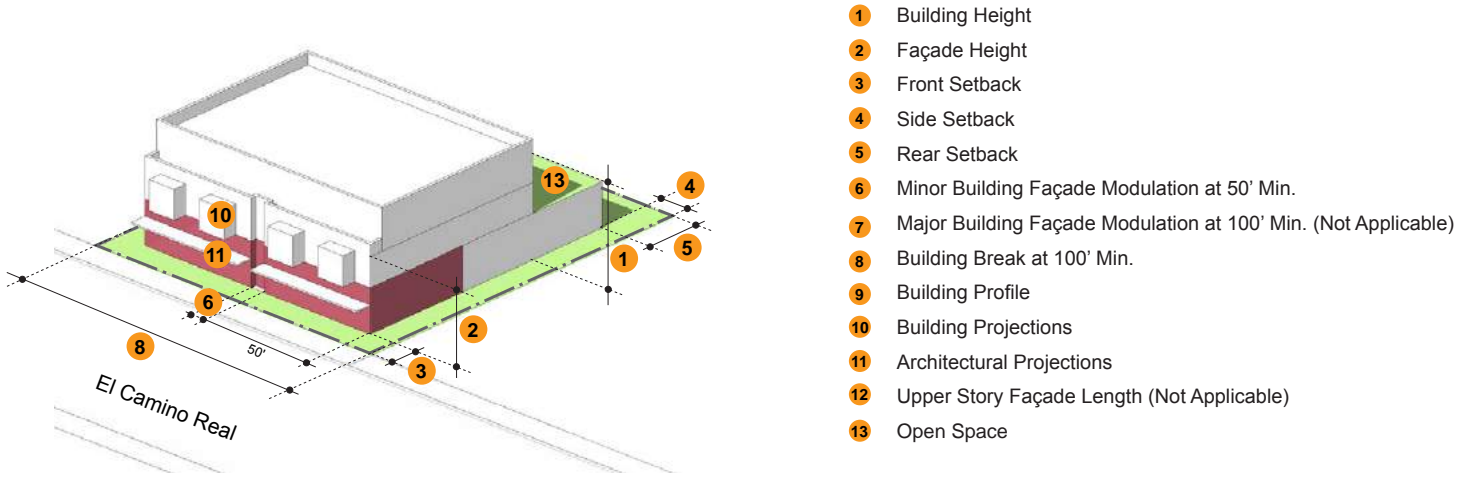 1 Building Height
2 Façade Height
3 Front Setback
4 Side Setback
5 Rear Setback
6 Minor Building Façade Modulation at 50’ Min.
7 Major Building Façade Modulation at 100’ Min. (Not Applicable)
8 Building Break at 100’ Min.
9 Building Profile
10 Building Projections
11 Architectural Projections
12 Upper Story Façade Length (Not Applicable)
13 Open Space
13
4
10
11
5
1
6
2
8
50'
3
El Camino Real